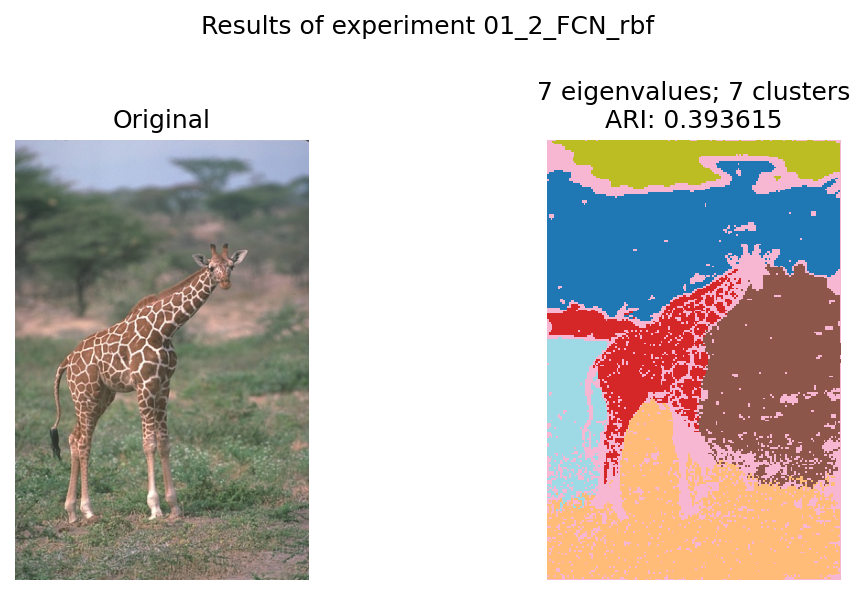 Results of experiment 01_2_FCN_rbf
Original
7 eigenvalues; 7 clusters
ARI: 0.393615